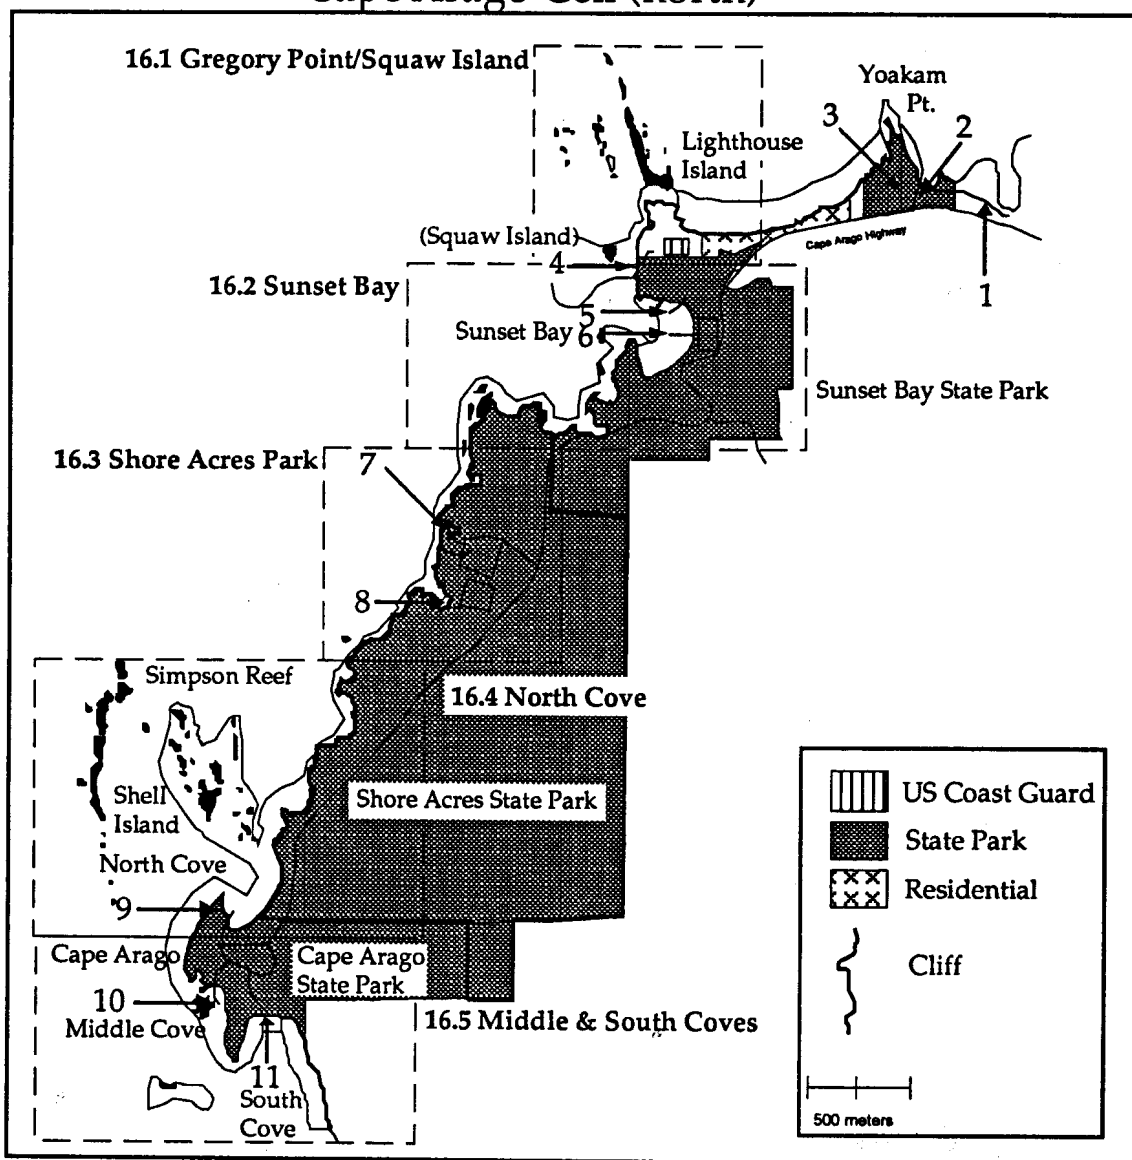 16.1 Gregory Point/Squaw Island
Yoakam
Pt.
3
2
Lighthouse
Island
(Squaw Island)
Cape Arago Highway
4
1
16.2 Sunset Bay
5
Sunset Bay
6
Sunset Bay State Park
16.3 Shore Acres Park
7
8
Simpson Reef
16.4 North Cove
Shell
Island
Shore Acres State Park
US Coast Guard
State Park
Residential
Cliff
500 meters
North Cove
9
Cape Arago
Cape Arago
State Park
10
Middle Cove
16.5 Middle & South Coves
11
South
Cove